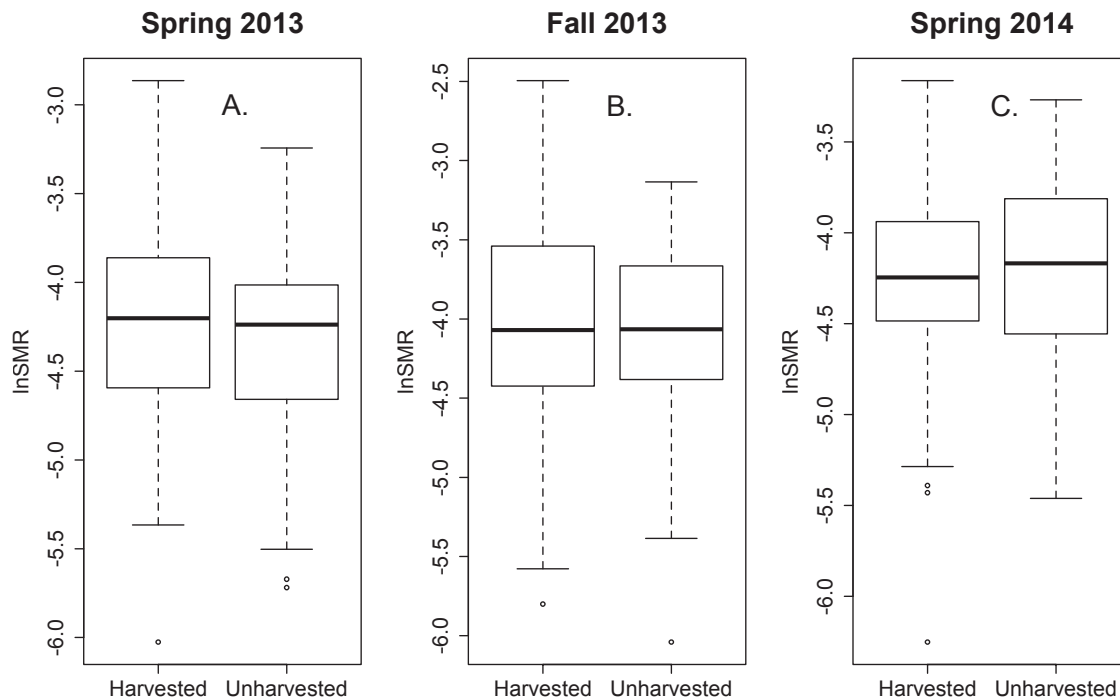 Spring 2013
Fall 2013
Spring 2014
A.
B.
C.
lnSMR
-3.0
-3.5
-4.0
-4.5
-5.0
-5.5
-6.0
Harvested Unharvested
lnSMR
-2.5
-3.0
-3.5
-4.0
-4.5
-5.0
-5.5
-6.0
Harvested Unharvested
lnSMR
-3.5
-4.0
-4.5
-5.0
-5.5
-6.0
Harvested Unharvested